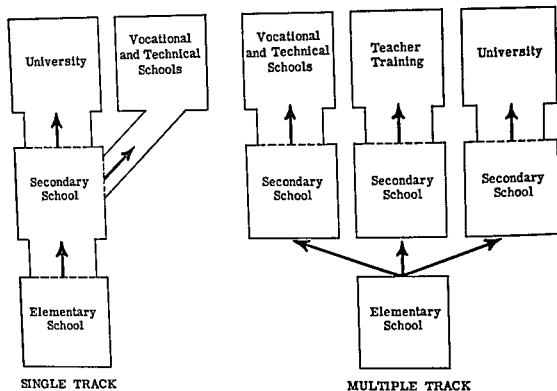 University
Vocational
and Technical
Schools
Secondary
School
Elementary
School
SINGLE TRACK
Vocational
and Technical
Schools
Teacher
Training
University
Secondary
School
Secondary
School
Secondary
School
Elementary
School
MULTIPLE TRACK